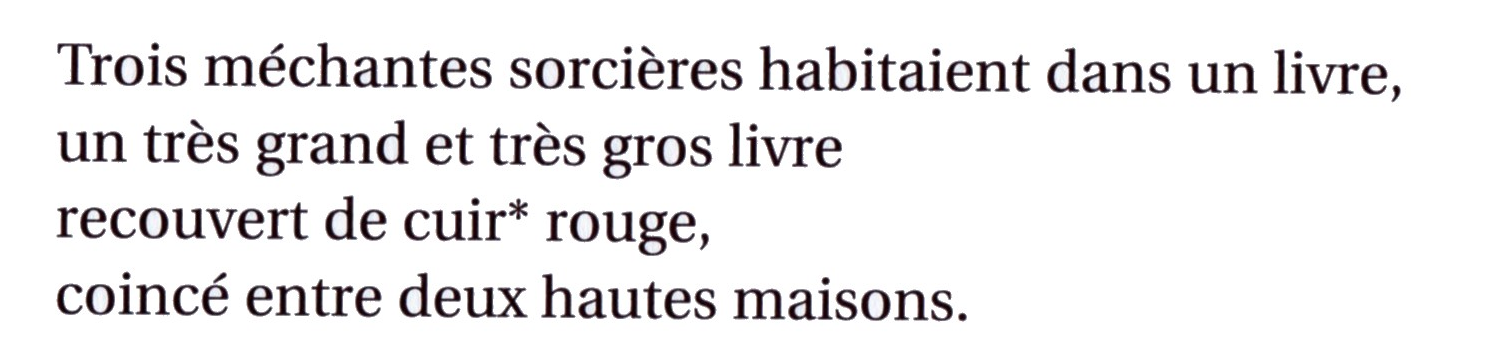 Trois méchantes sorcières habitaient dans un livre,
un très grand et très gros livre
recouvert de cuir* rouge,
coincé entre deux hautes maisons.